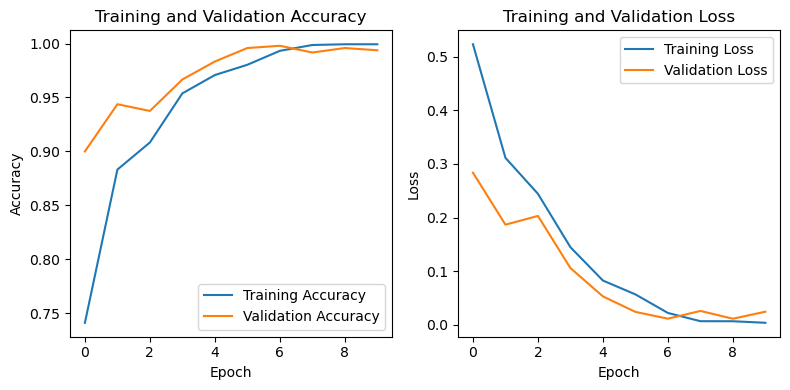 Training and Validation Accuracy
1.00
0.95
0.90
0.85
0.80
0.75
Accuracy
Training Accuracy
Validation Accuracy
0 2 4 6 8
Epoch
Training and Validation Loss
0.5
0.4
0.3
0.2
0.1
0.0
Loss
Training Loss
Validation Loss
0 2 4 6 8
Epoch